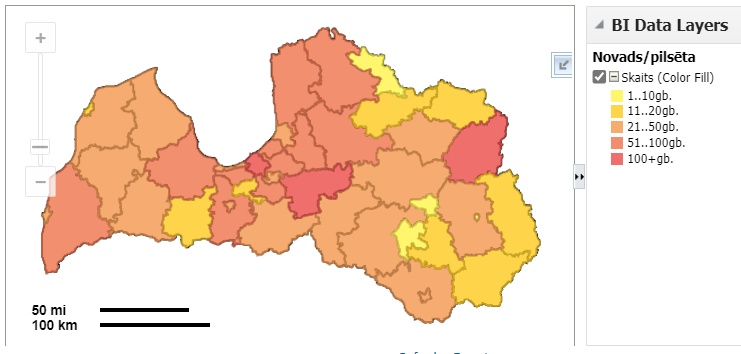 BI Data Layers
Novads/pilsēta
Skaits (Color Fill)
1..10gb.
11..20gb.
21..50gb.
51..100gb.
100+gb.
50 mi
100 km